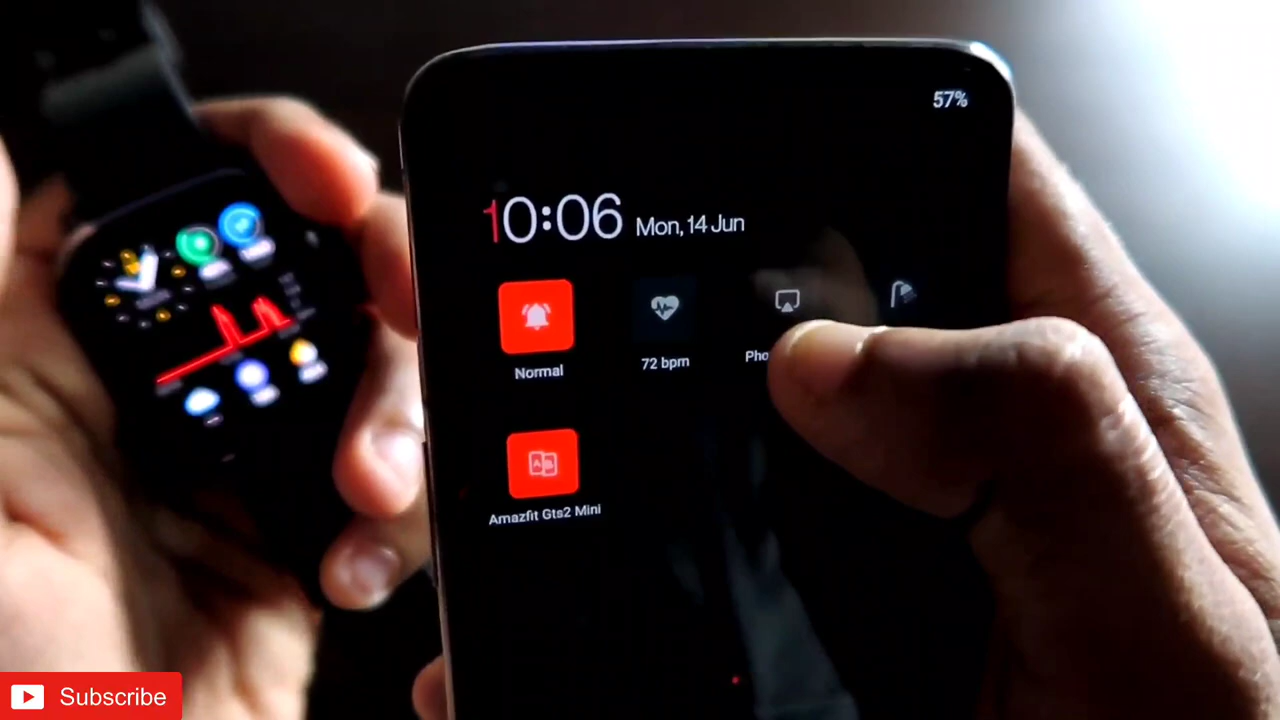 57%
10:06 Mon, 14 Jun
Normal
72 bpm
Amazfit Gts2 Mini
Subscribe